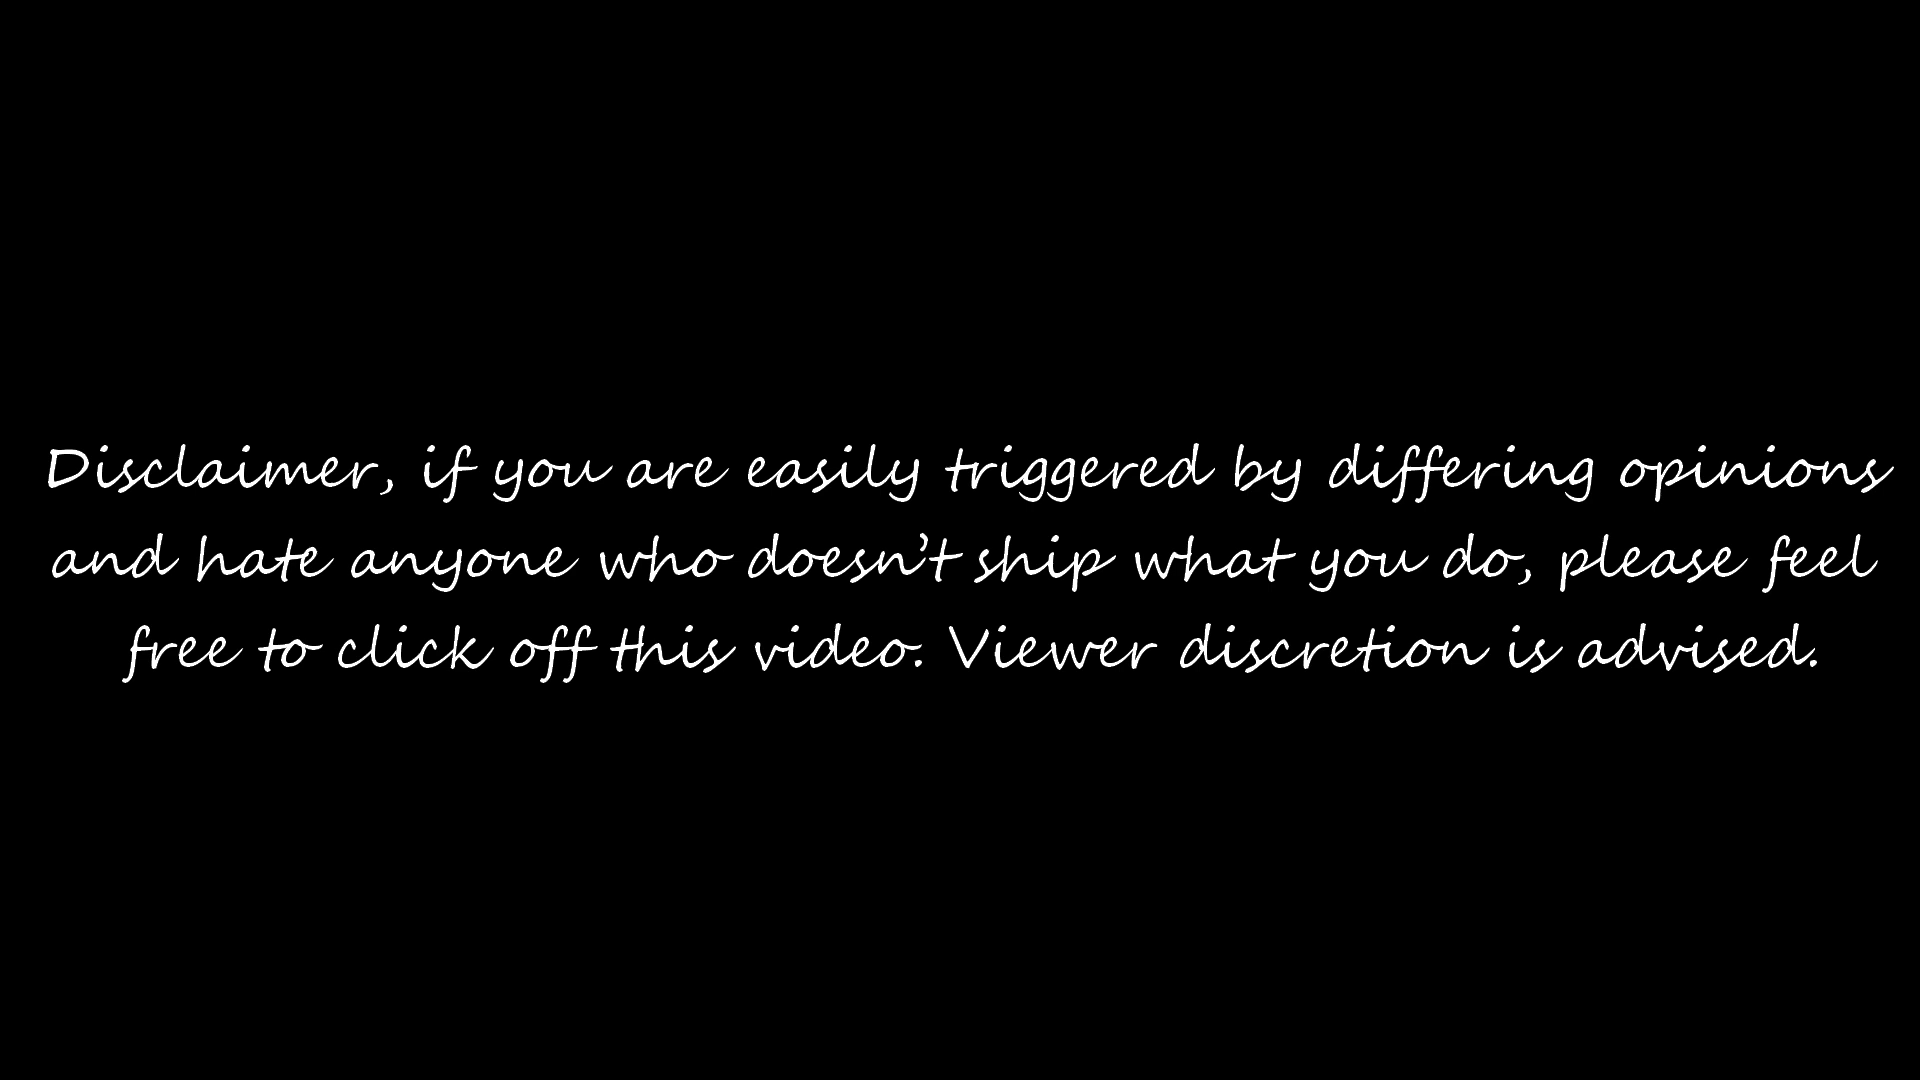 Disclaimer, if you are easily triggered by differing opinions
and hate anyone who doesn't ship what you do, please feel
free to click off this video. Viewer discretion is advised.